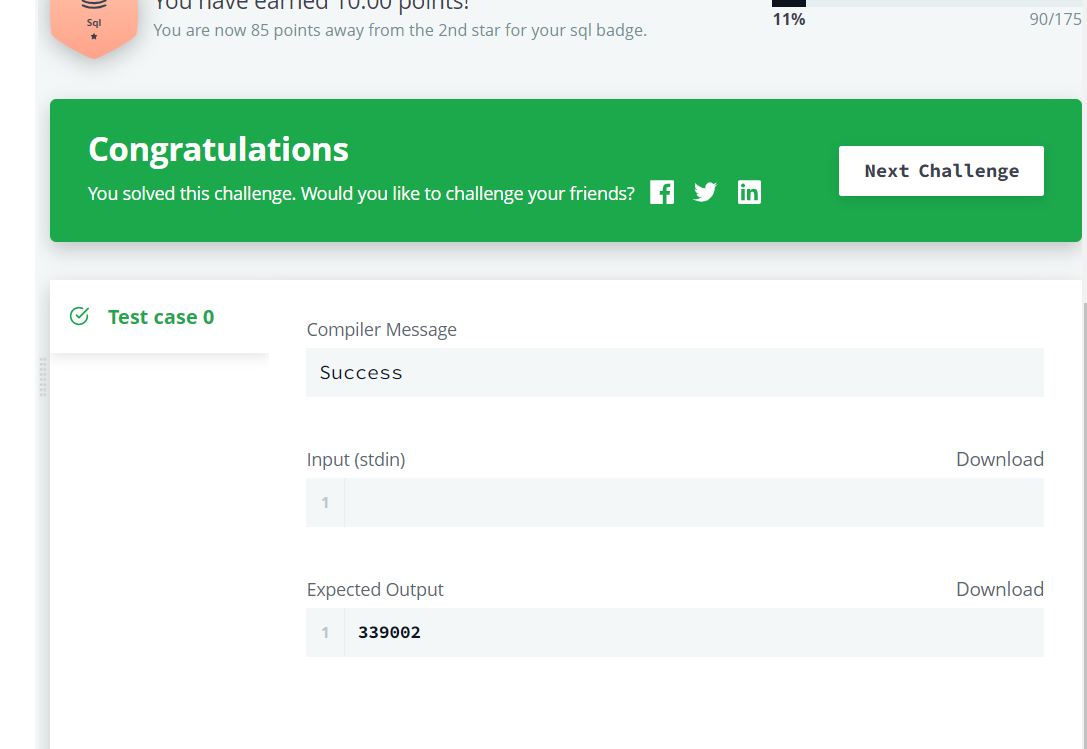 You have earned 10.00 points!
Sql
You are now 85 points away from the 2nd star for your sql badge.
11%
90/175
Congratulations
You solved this challenge. Would you like to challenge your friends?
Next Challenge
Test case 0
Compiler Message
Success
Input (stdin)
Download
1
Expected Output
Download
1
339002